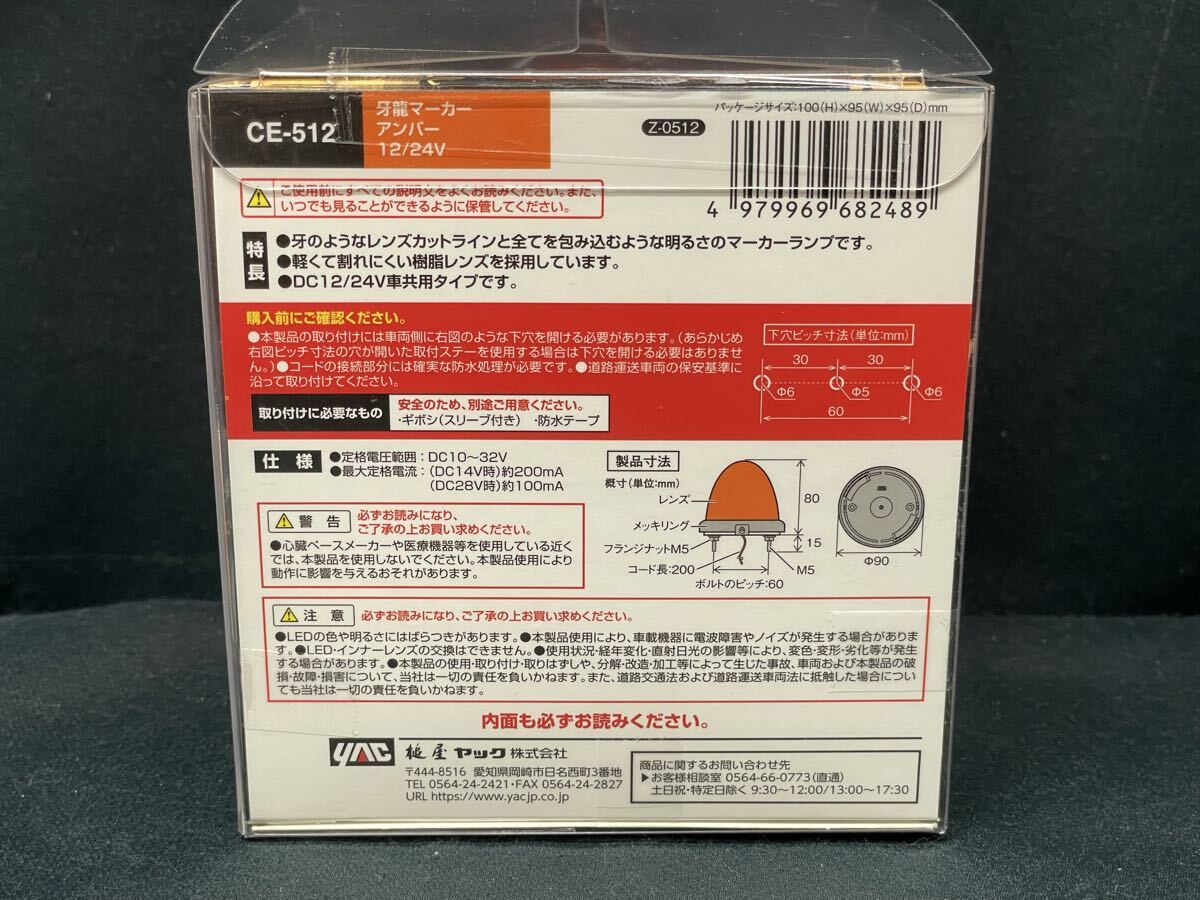 CE-512
牙龍マーカー
アンバー
12/24V
パッケージサイズ:100(H)×95(W)×95(D)mm
Z-0512
4 979969 682489
ご使用前にすべての説明文をよくお読みください。また、
いつでも見ることができるように保管してください。
特長
●牙のようなレンズカットラインと全てを包み込むような明るさのマーカーランプです。
●軽くて割れにくい樹脂レンズを採用しています。
●DC12/24V車共用タイプです。
購入前にご確認ください。
●本製品の取り付けには車両側に右図のような下穴を開ける必要があります。(あらかじめ
右図ピッチ寸法の穴が開いた取付ステーを使用する場合は下穴を開ける必要はありませ
ん。)●コードの接続部分には確実な防水処理が必要です。●道路運送車両の保安基準に
沿って取り付けてください。
下穴ピッチ寸法(単位:mm)
30 30
Φ6 Φ5 Φ6
60
取り付けに必要なもの
安全のため、別途ご用意ください。
・ギボシ(スリーブ付き) ・防水テープ
仕様
●定格電圧範囲:DC10〜32V
●最大定格電流:(DC14V時)約200mA
(DC28V時)約100mA
製品寸法
概寸(単位:mm)
レンズ
メッキリング
フランジナットM5
コード長:200
ボルトのピッチ:60
M5
80
15
Φ90
警告
必ずお読みになり、
ご了承の上お買い求めください。
●心臓ペースメーカーや医療機器等を使用している近く
では、本製品を使用しないでください。本製品使用により
動作に影響を与えるおそれがあります。
注意
必ずお読みになり、ご了承の上お買い求めください。
●LEDの色や明るさにはばらつきがあります。●本製品使用により、車載機器に電波障害やノイズが発生する場合がありま
す。●LED・インナーレンズの交換はできません。●使用状況・経年変化・直射日光の影響等により、変色・変形・劣化等が発生
する場合があります。●本製品の使用・取り付け・取りはずしや、分解・改造・加工等によって生じた事故、車両および本製品の破
損・故障・損害について、当社は一切の責任を負いかねます。また、道路交通法および道路運送車両法に抵触した場合につい
ても当社は一切の責任を負いかねます。
内面も必ずお読みください。
YAC
槌屋ヤック株式会社
〒444-8516 愛知県岡崎市日名西町3番地
TEL 0564-24-2421・FAX 0564-24-2827
URL https://www.yacjp.co.jp
商品に関するお問い合わせ先
▶お客様相談室 0564-66-0773(直通)
土日祝・特定日除く 9:30〜12:00/13:00〜17:30